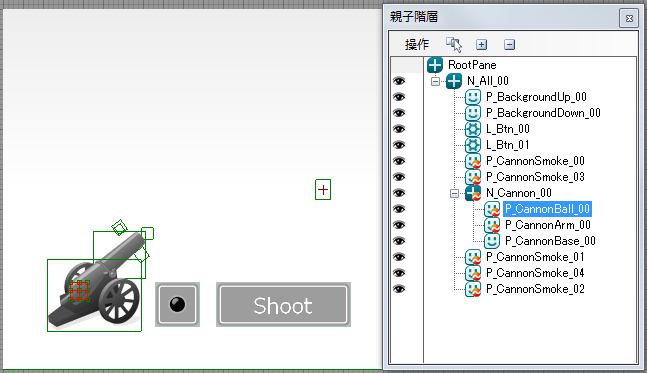 親子階層
操作
RootPane
N_All_00
P_BackgroundUp_00
P_BackgroundDown_00
L_Btn_00
L_Btn_01
P_CannonSmoke_00
P_CannonSmoke_03
N_Cannon_00
P_CannonBall_00
P_CannonArm_00
P_CannonBase_00
P_CannonSmoke_01
P_CannonSmoke_04
P_CannonSmoke_02
Shoot